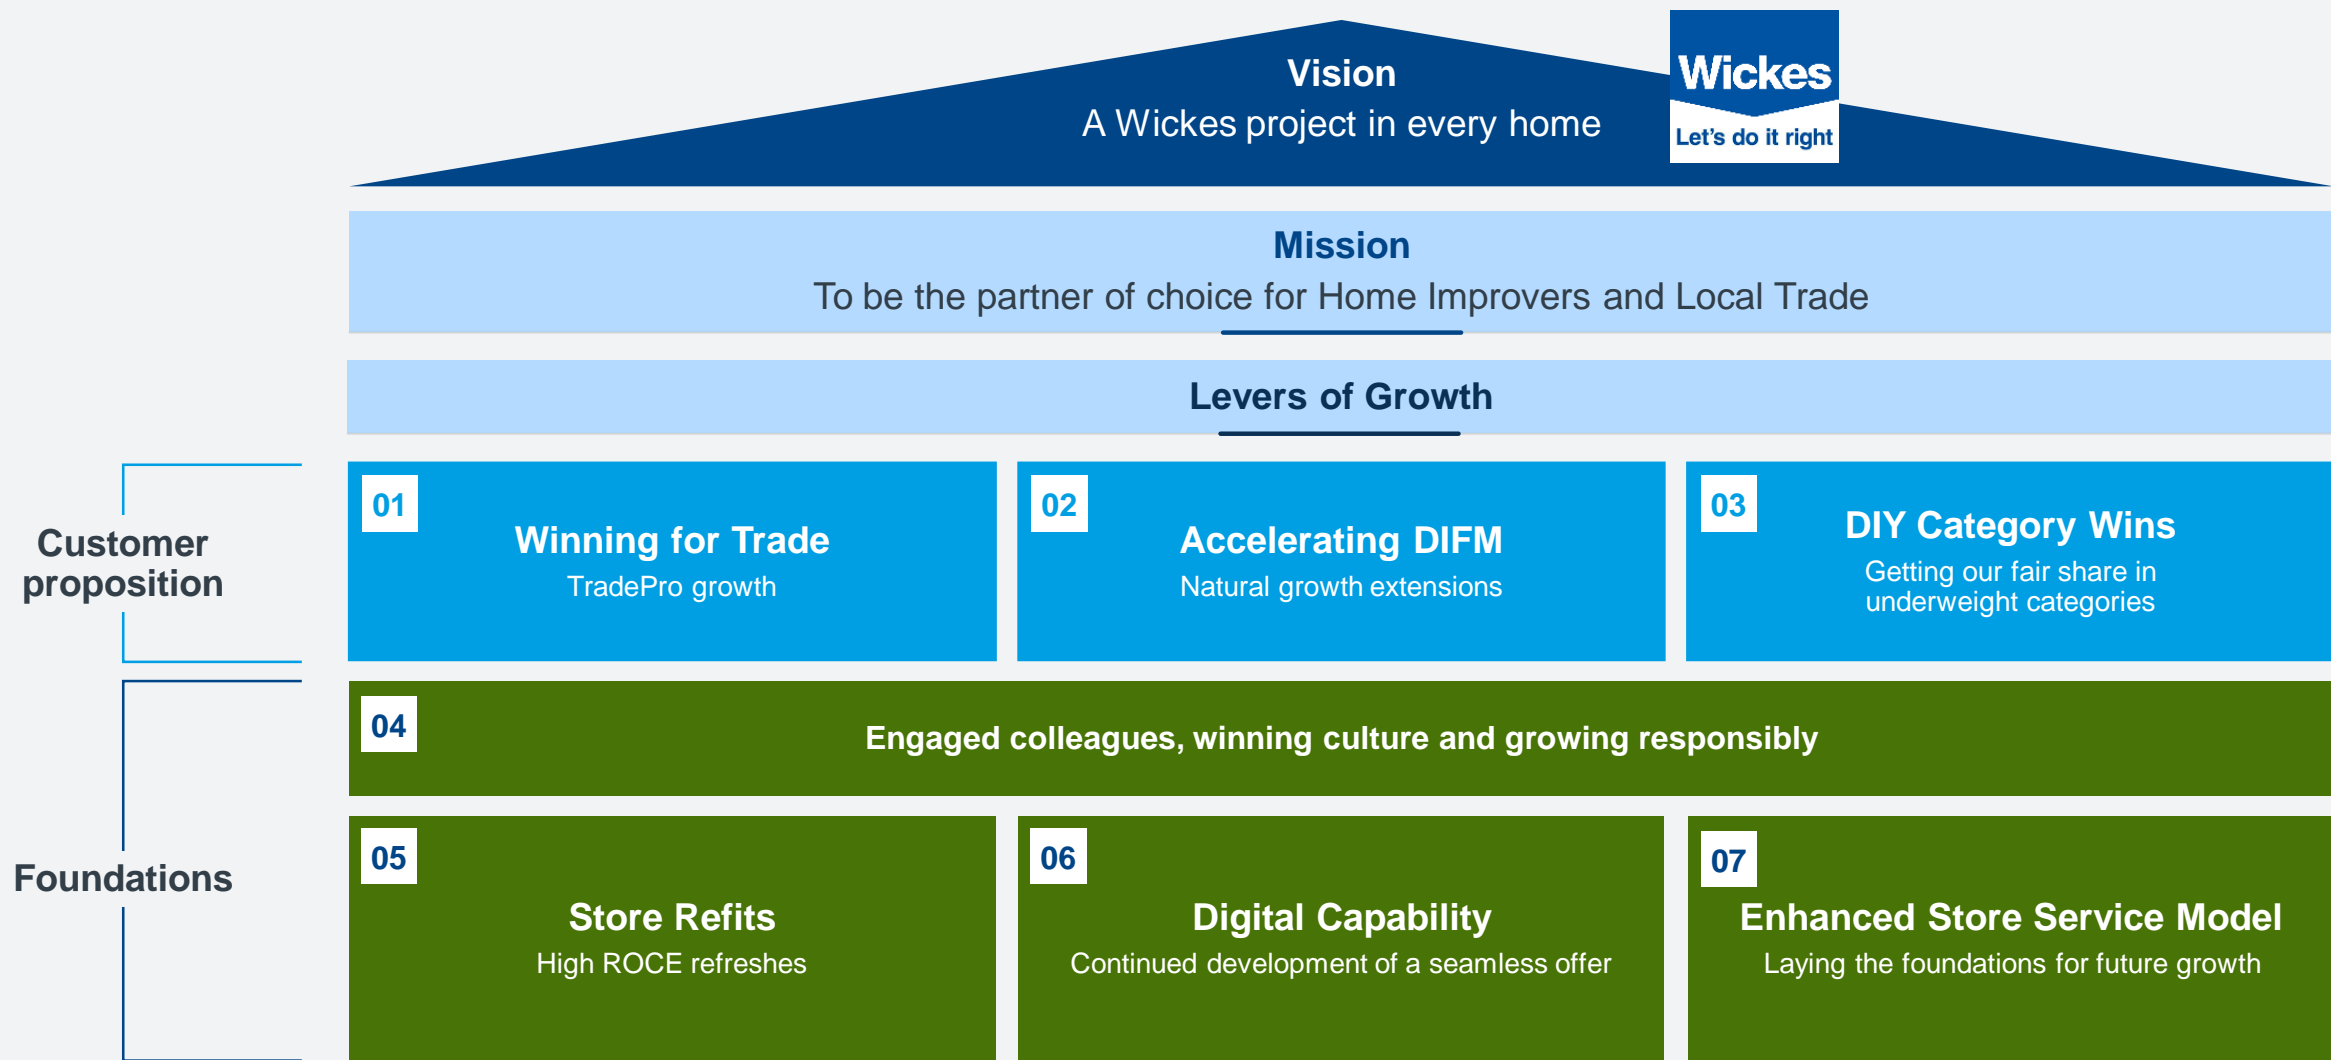 Vision
A Wickes project in every home
Wickes
Let's do it right
Mission
To be the partner of choice for Home Improvers and Local Trade
Levers of Growth
Customer
proposition
01
Winning for Trade
TradePro growth
02
Accelerating DIFM
Natural growth extensions
03
DIY Category Wins
Getting our fair share in
underweight categories
Foundations
04
Engaged colleagues, winning culture and growing responsibly
05
Store Refits
High ROCE refreshes
06
Digital Capability
Continued development of a seamless offer
07
Enhanced Store Service Model
Laying the foundations for future growth